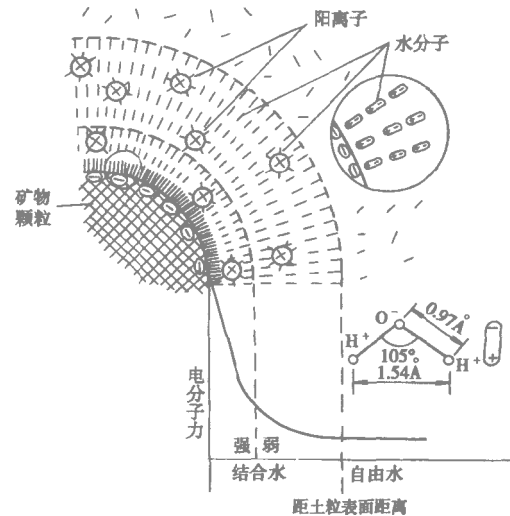 阳离子
水分子
矿物
颗粒
O⁻
0.97Å
H⁺
105°
H⁺
1.54A
电分子力
强 弱
结合水
自由水
距土粒表面距离